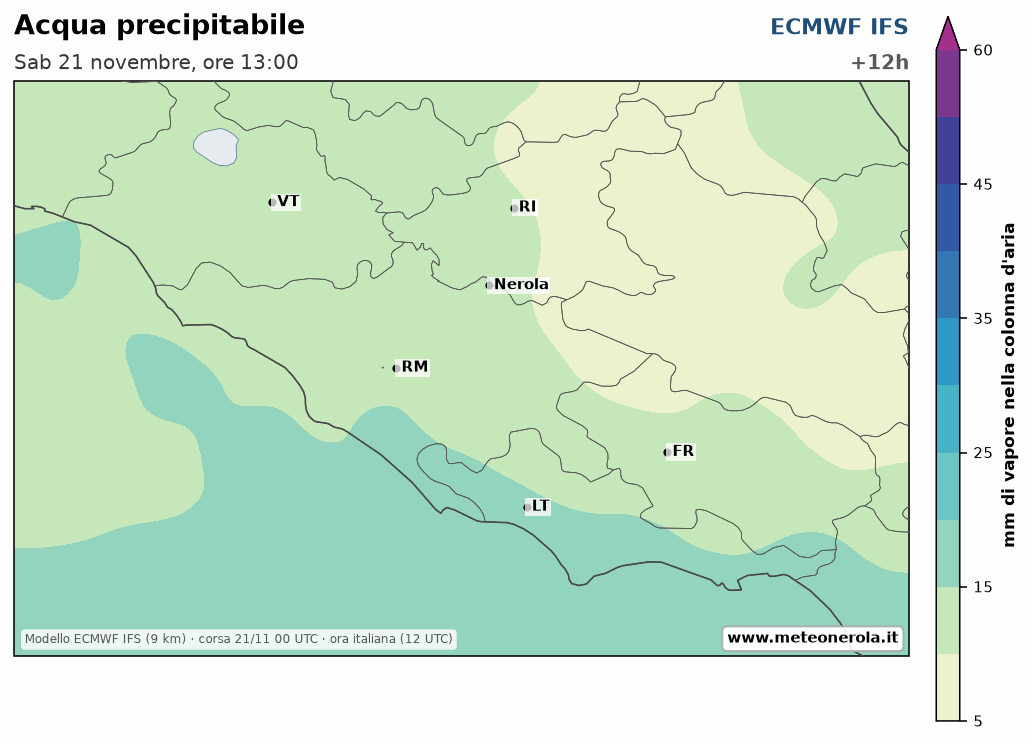 Acqua precipitabile
ECMWF IFS
Sab 21 novembre, ore 13:00
+12h
VT
RI
Nerola
RM
FR
LT
Modello ECMWF IFS (9 km) · corsa 21/11 00 UTC · ora italiana (12 UTC)
www.meteonerola.it
60
45
35
25
15
5
mm di vapore nella colonna d'aria